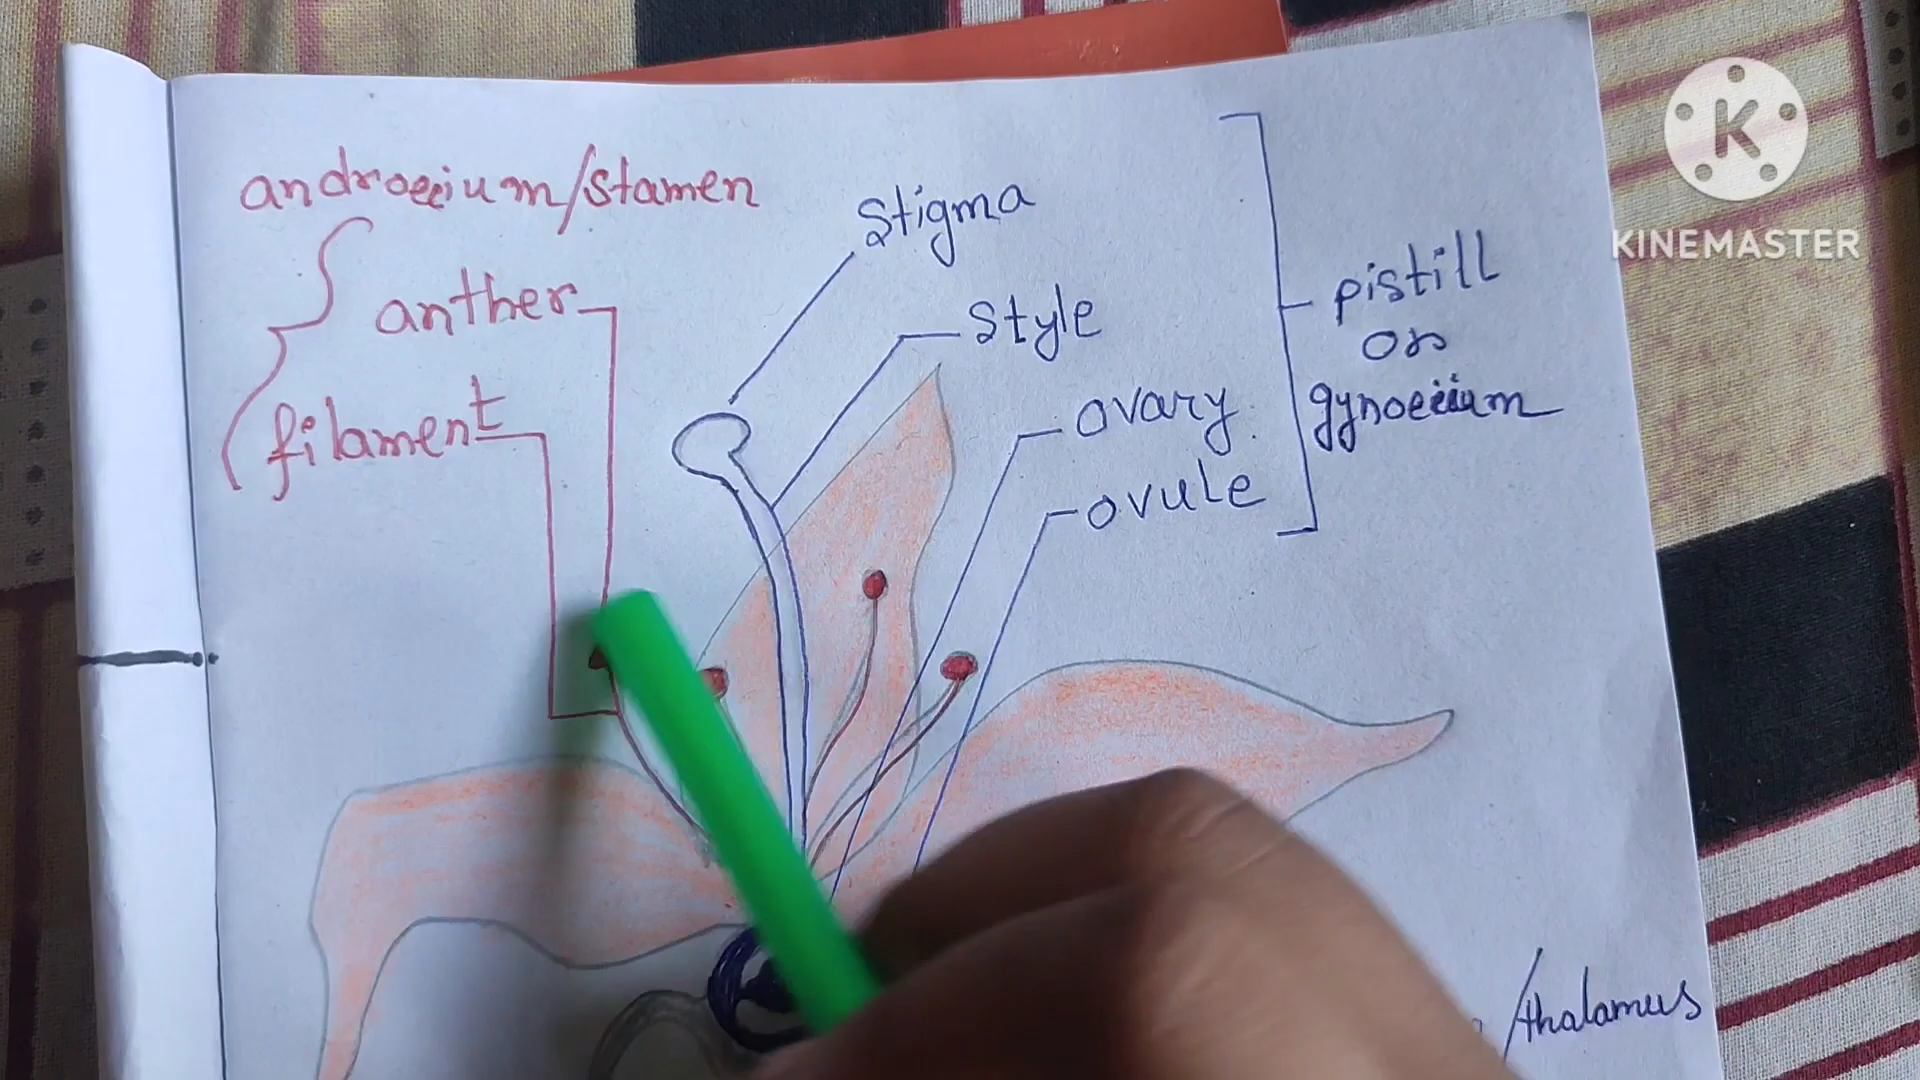 androecium/stamen
anther
filament
Stigma
Style
ovary
ovule
pistill
or
gynoecium
/thalamus
K
KINEMASTER